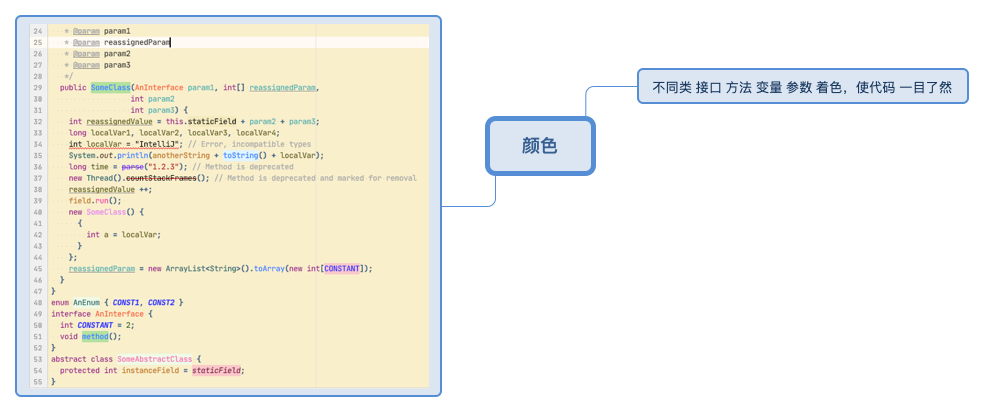 24 * @param param1
25 * @param reassignedParam
26 * @param param2
27 * @param param3
28 */
29 public SomeClass(AnInterface param1, int[] reassignedParam,
30 int param2
31 int param3) {
32 int reassignedValue = this.staticField + param2 + param3;
33 long localVar1, localVar2, localVar3, localVar4;
34 int localVar = "IntelliJ"; // Error, incompatible types
35 System.out.println(anotherString + toString() + localVar);
36 long time = parse("1.2.3"); // Method is deprecated
37 new Thread().countStackFrames(); // Method is deprecated and marked for removal
38 reassignedValue ++;
39 field.run();
40 new SomeClass() {
41 {
42 int a = localVar;
43 }
44 };
45 reassignedParam = new ArrayList<String>().toArray(new int[CONSTANT]);
46 }
47 }
48 enum AnEnum { CONST1, CONST2 }
49 interface AnInterface {
50 int CONSTANT = 2;
51 void method();
52 }
53 abstract class SomeAbstractClass {
54 protected int instanceField = staticField;
55 }
颜色
不同类 接口 方法 变量 参数 着色，使代码 一目了然